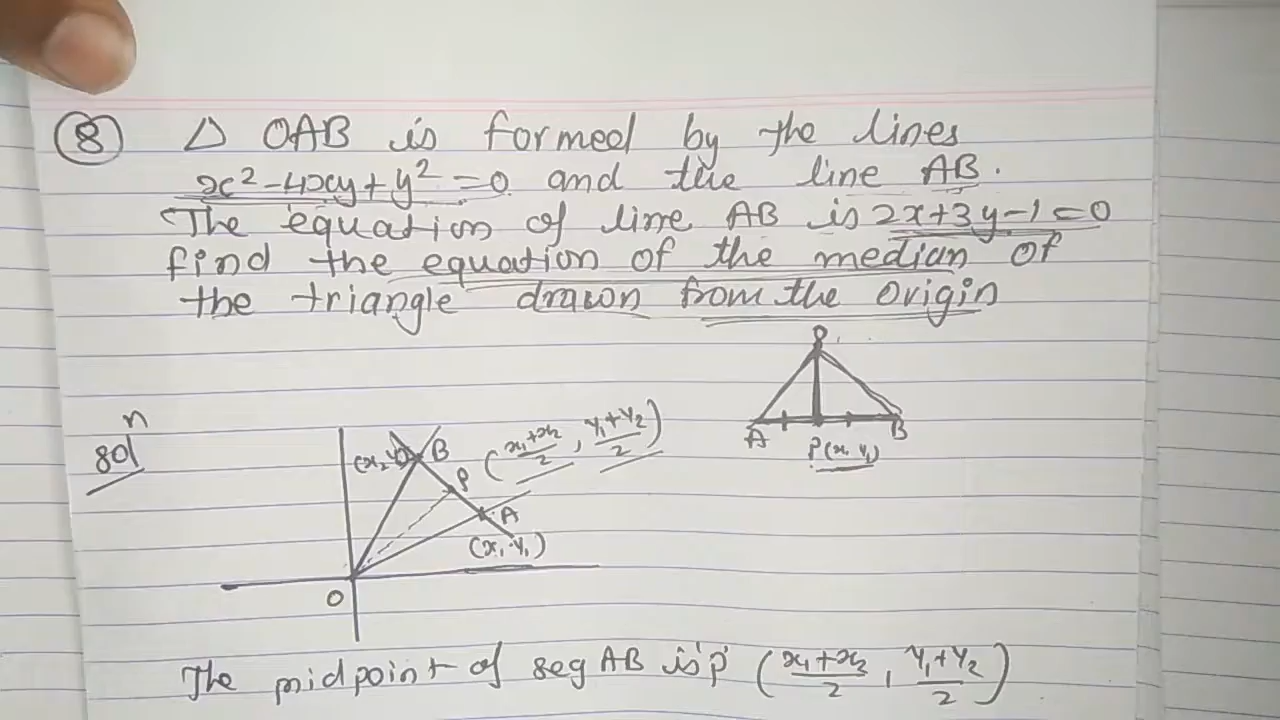 ⑧ △ OAB is formed by the lines
x²-4xy+y²=0 and the line AB.
The equation of line AB is 2x+3y-1=0
find the equation of the median of
the triangle drawn from the origin
O
A B
P(x, y₁)
Solⁿ
B
P (x₁+x₂/2, y₁+y₂/2)
A
(x₁, y₁)
O
The midpoint of seg AB is P (x₁+x₂/2, y₁+y₂/2)